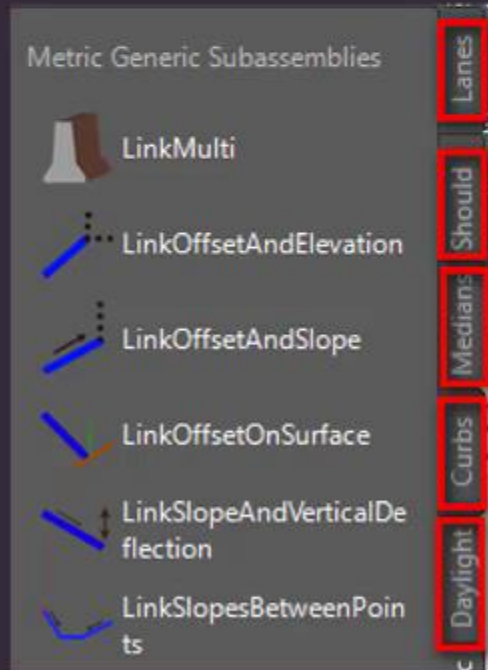 Metric Generic Subassemblies
LinkMulti
LinkOffsetAndElevation
LinkOffsetAndSlope
LinkOffsetOnSurface
LinkSlopeAndVerticalDe
flection
LinkSlopesBetweenPoin
ts
Lanes
Should
Medians
Curbs
Daylight